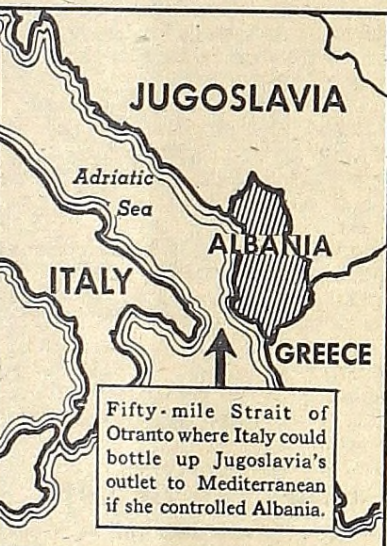 JUGOSLAVIA
Adriatic
Sea
ALBANIA
ITALY
GREECE
Fifty-mile Strait of
Otranto where Italy could
bottle up Jugoslavia's
outlet to Mediterranean
if she controlled Albania.